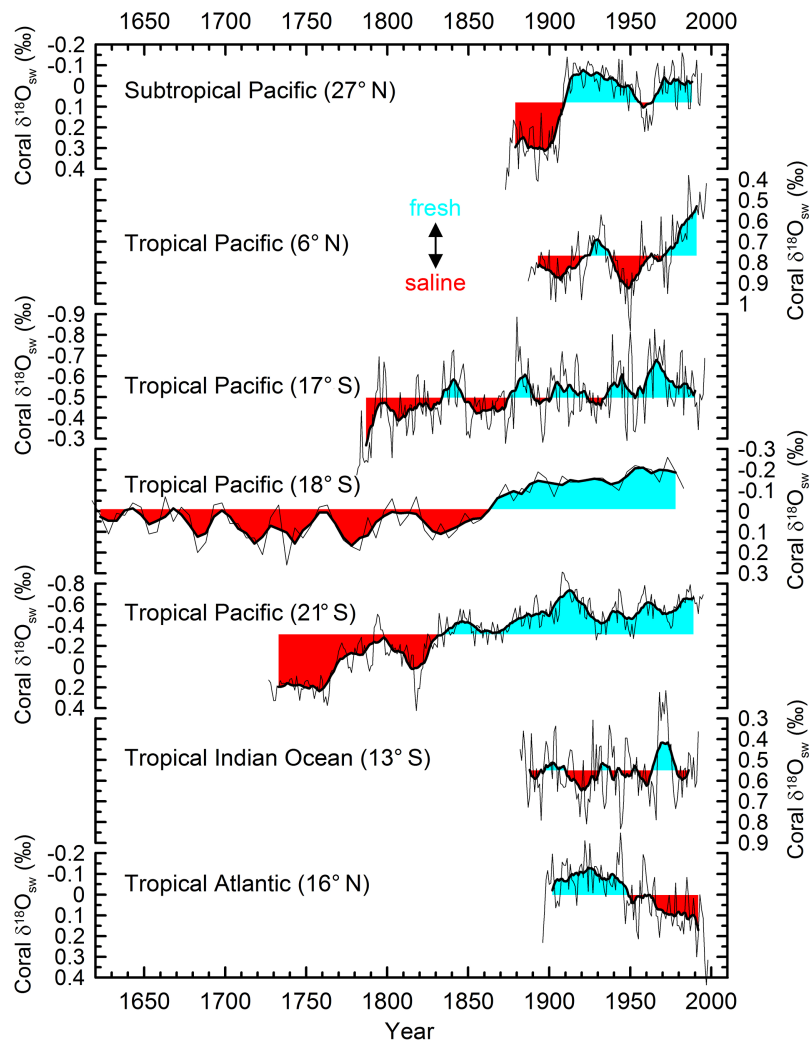 1650 1700 1750 1800 1850 1900 1950 2000
Coral δ¹⁸Osw (‰)
-0.2
-0.1
0
0.1
0.2
0.3
0.4
Subtropical Pacific (27° N)
Tropical Pacific (6° N)
fresh
saline
0.4
0.5
0.6
0.7
0.8
0.9
1
Coral δ¹⁸Osw (‰)
Coral δ¹⁸Osw (‰)
-0.9
-0.8
-0.7
-0.6
-0.5
-0.4
-0.3
Tropical Pacific (17° S)
Tropical Pacific (18° S)
-0.3
-0.2
-0.1
0
0.1
0.2
0.3
Coral δ¹⁸Osw (‰)
Coral δ¹⁸Osw (‰)
-0.8
-0.6
-0.4
-0.2
0
0.2
0.4
Tropical Pacific (21° S)
Tropical Indian Ocean (13° S)
0.3
0.4
0.5
0.6
0.7
0.8
0.9
Coral δ¹⁸Osw (‰)
Coral δ¹⁸Osw (‰)
-0.2
-0.1
0
0.1
0.2
0.3
0.4
Tropical Atlantic (16° N)
1650 1700 1750 1800 1850 1900 1950 2000
Year